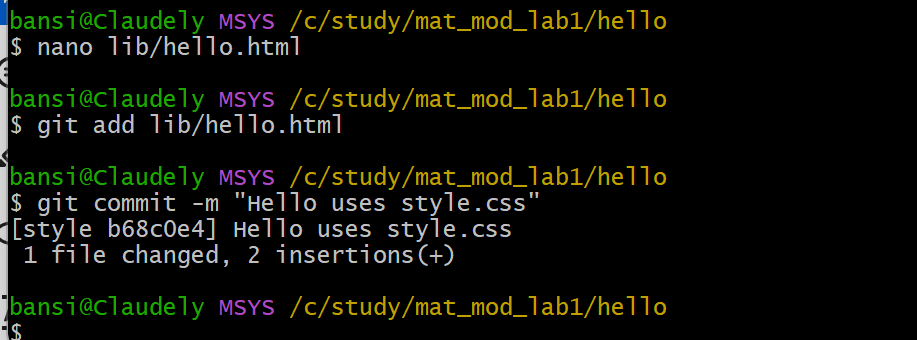 bansi@Claudely MSYS /c/study/mat_mod_lab1/hello
$ nano lib/hello.html
bansi@Claudely MSYS /c/study/mat_mod_lab1/hello
$ git add lib/hello.html
bansi@Claudely MSYS /c/study/mat_mod_lab1/hello
$ git commit -m "Hello uses style.css"
[style b68c0e4] Hello uses style.css
 1 file changed, 2 insertions(+)
bansi@Claudely MSYS /c/study/mat_mod_lab1/hello
$